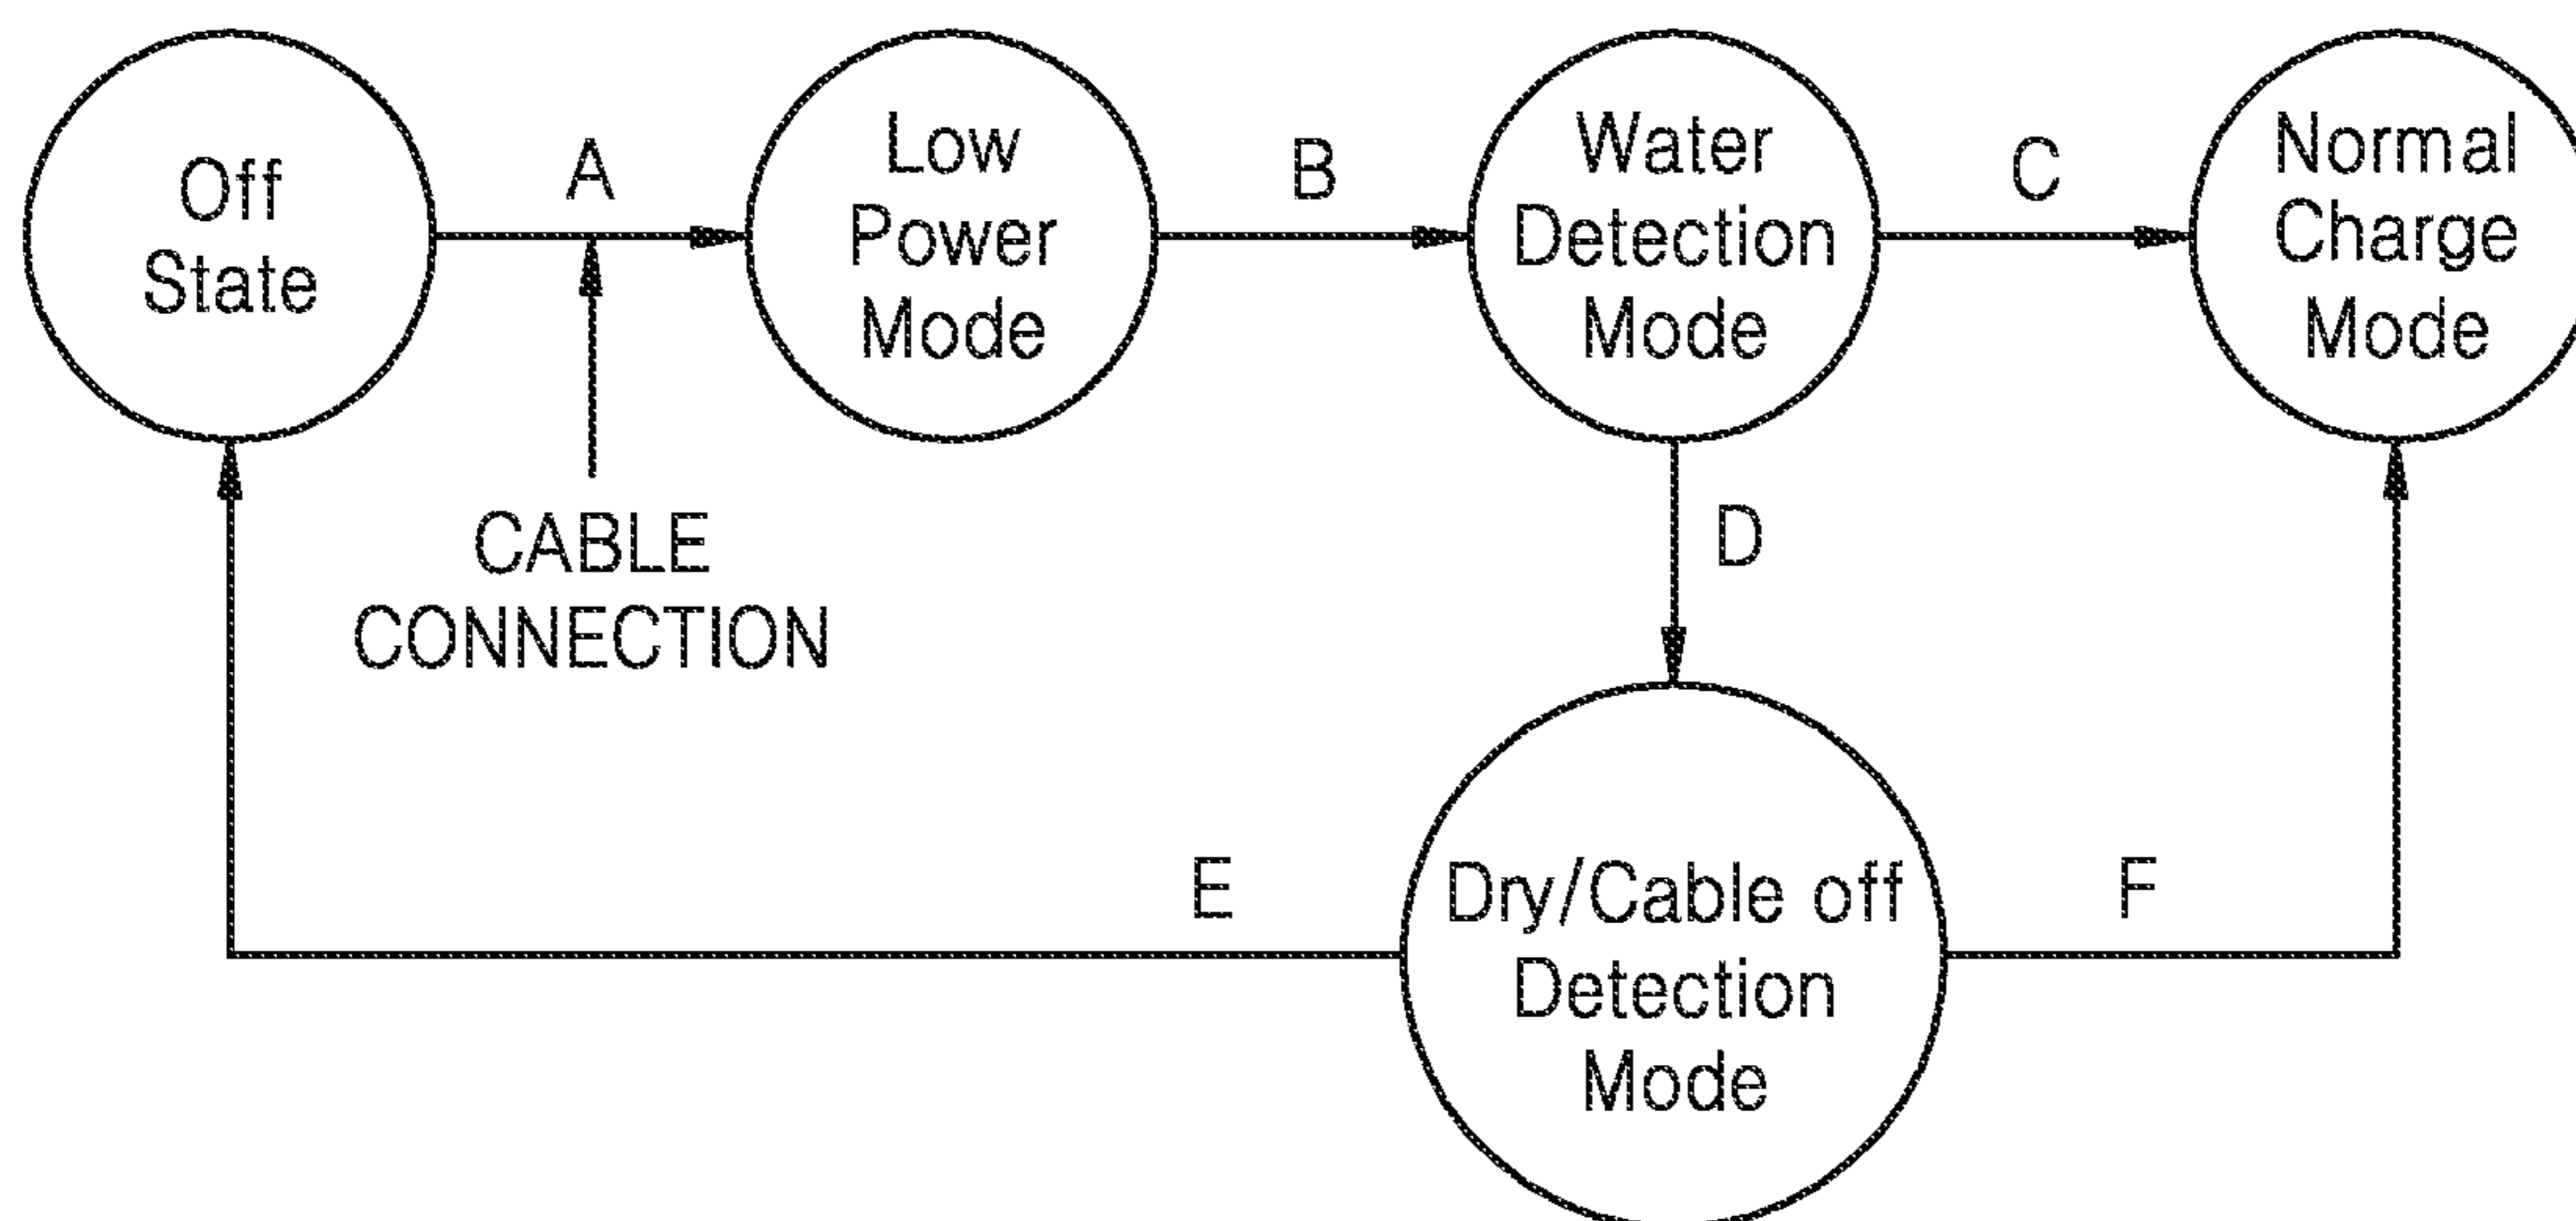 Off
State
A
CABLE
CONNECTION
Low
Power
Mode
B
Water
Detection
Mode
C
Normal
Charge
Mode
D
E
Dry/Cable off
Detection
Mode
F